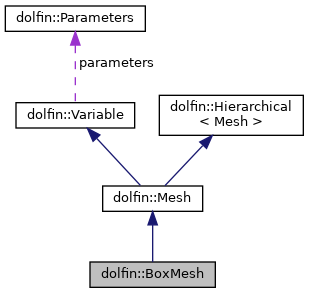 dolfin::Parameters
parameters
dolfin::Variable
dolfin::Hierarchical
< Mesh >
dolfin::Mesh
dolfin::BoxMesh